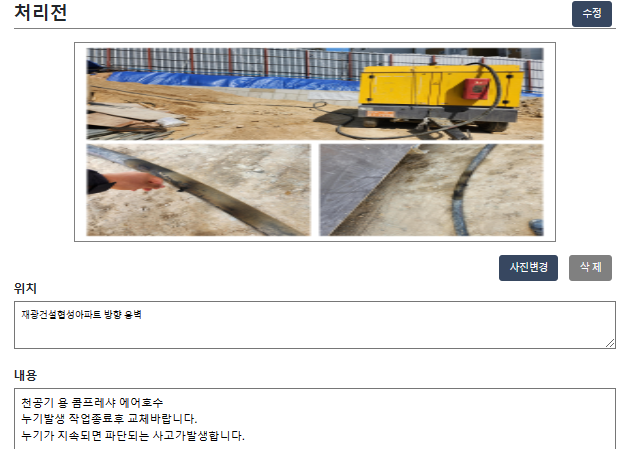 처리전
수정
사진변경
삭 제
위치
재광건설협성아파트 방향 옹벽
내용
천공기 용 콤프레샤 에어호수
누기발생 작업종료후 교체바랍니다.
누기가 지속되면 파단되는 사고가발생합니다.